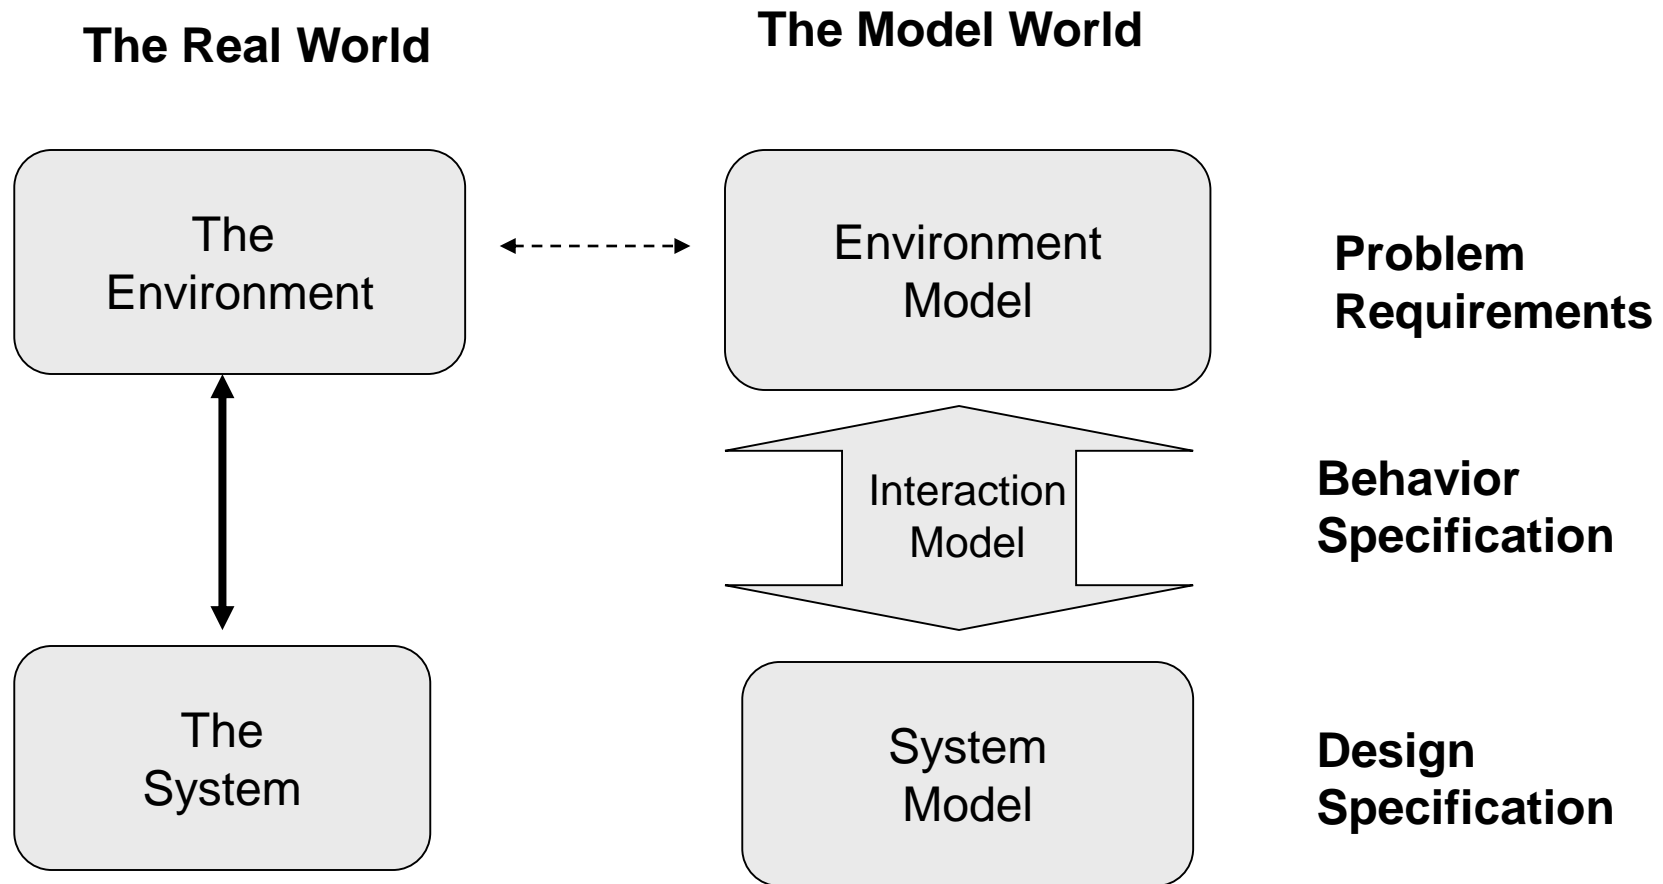 The Real World
The Model World
The
Environment
Environment
Model
Problem
Requirements
Interaction
Model
Behavior
Specification
The
System
System
Model
Design
Specification